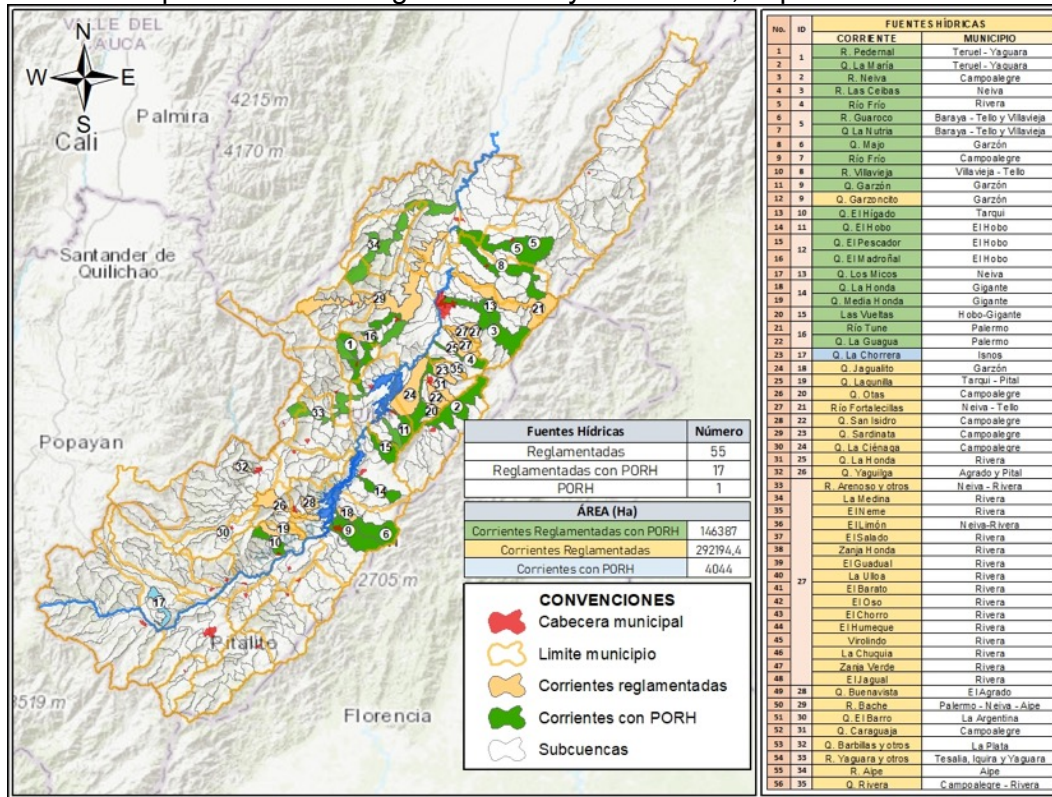 VALLE DEL
CAUCA
N
W E
S
4215 m
Palmira
Cali
4170 m
Santander de
Quilichao
Popayan
2705 m
Pitalito
3519 m
Florencia
34
5
5
8
29
13
21
3
27
27
27
25
16
1
4
23
35
31
24
22
20
2
33
11
15
32
14
26
28
18
19
9
6
30
10
17
Fuentes Hídricas Número
Reglamentadas 55
Reglamentadas con PORH 17
PORH 1
ÁREA (Ha)
Corrientes Reglamentadas con PORH 146387
Corrientes Reglamentadas 292194,4
Corrientes con PORH 4044
CONVENCIONES
Cabecera municipal
Limite municipio
Corrientes reglamentadas
Corrientes con PORH
Subcuencas
No. ID FUENTES HÍDRICAS
CORRIENTE MUNICIPIO
1 1 R. Pedernal Teruel - Yaguara
2 Q. La María Teruel - Yaguara
3 2 R. Neiva Campoalegre
4 3 R. Las Ceibas Neiva
5 4 Río Frío Rivera
6 5 R. Guaroco Baraya - Tello y Villavieja
7 Q La Nutria Baraya - Tello y Villavieja
8 6 Q. Majo Garzón
9 7 Río Frío Campoalegre
10 8 R. Villavieja Villavieja - Tello
11 9 Q. Garzón Garzón
12 9 Q. Garzoncito Garzón
13 10 Q. El Hígado Tarqui
14 11 Q. El Hobo El Hobo
15 12 Q. El Pescador El Hobo
16 Q. El Madroñal El Hobo
17 13 Q. Los Micos Neiva
18 14 Q. La Honda Gigante
19 Q. Media Honda Gigante
20 15 Las Vueltas Hobo-Gigante
21 16 Río Tune Palermo
22 Q. La Guagua Palermo
23 17 Q. La Chorrera Isnos
24 18 Q. Jagualito Garzón
25 19 Q. Lagunilla Tarqui - Pital
26 20 Q. Otas Campoalegre
27 21 Río Fortalecillas Neiva - Tello
28 22 Q. San Isidro Campoalegre
29 23 Q. Sardinata Campoalegre
30 24 Q. La Ciénaga Campoalegre
31 25 Q. La Honda Rivera
32 26 Q. Yaguilga Agrado y Pital
33 27 R. Arenoso y otros Neiva - Rivera
34 La Medina Rivera
35 El Neme Rivera
36 El Limón Neiva-Rivera
37 El Salado Rivera
38 Zanja Honda Rivera
39 El Guadual Rivera
40 La Ulloa Rivera
41 El Barato Rivera
42 El Oso Rivera
43 El Chorro Rivera
44 El Humeque Rivera
45 Virolindo Rivera
46 La Chuquia Rivera
47 Zanja Verde Rivera
48 El Jagual Rivera
49 28 Q. Buenavista El Agrado
50 29 R. Bache Palermo - Neiva - Aipe
51 30 Q. El Barro La Argentina
52 31 Q. Caraguaja Campoalegre
53 32 Q. Barbillas y otros La Plata
54 33 R. Yaguara y otros Tesalia, Iquira y Yaguara
55 34 R. Aipe Aipe
56 35 Q. Rivera Campoalegre - Rivera